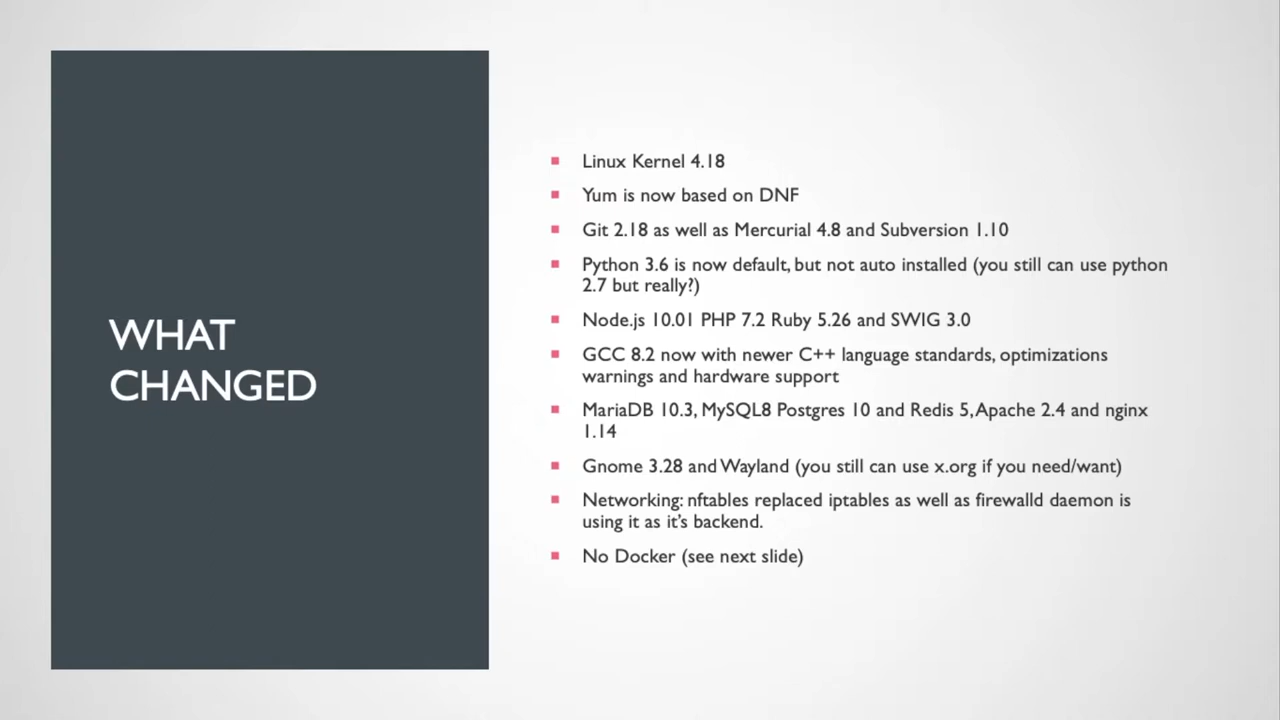 WHAT
CHANGED
Linux Kernel 4.18
Yum is now based on DNF
Git 2.18 as well as Mercurial 4.8 and Subversion 1.10
Python 3.6 is now default, but not auto installed (you still can use python
2.7 but really?)
Node.js 10.01 PHP 7.2 Ruby 5.26 and SWIG 3.0
GCC 8.2 now with newer C++ language standards, optimizations
warnings and hardware support
MariaDB 10.3, MySQL8 Postgres 10 and Redis 5, Apache 2.4 and nginx
1.14
Gnome 3.28 and Wayland (you still can use x.org if you need/want)
Networking: nftables replaced iptables as well as firewalld daemon is
using it as it's backend.
No Docker (see next slide)